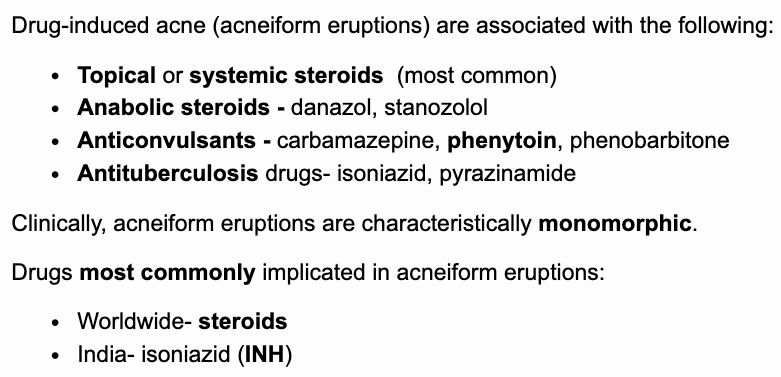 Drug-induced acne (acneiform eruptions) are associated with the following:
• Topical or systemic steroids (most common)
• Anabolic steroids - danazol, stanozolol
• Anticonvulsants - carbamazepine, phenytoin, phenobarbitone
• Antituberculosis drugs- isoniazid, pyrazinamide
Clinically, acneiform eruptions are characteristically monomorphic.
Drugs most commonly implicated in acneiform eruptions:
• Worldwide- steroids
• India- isoniazid (INH)